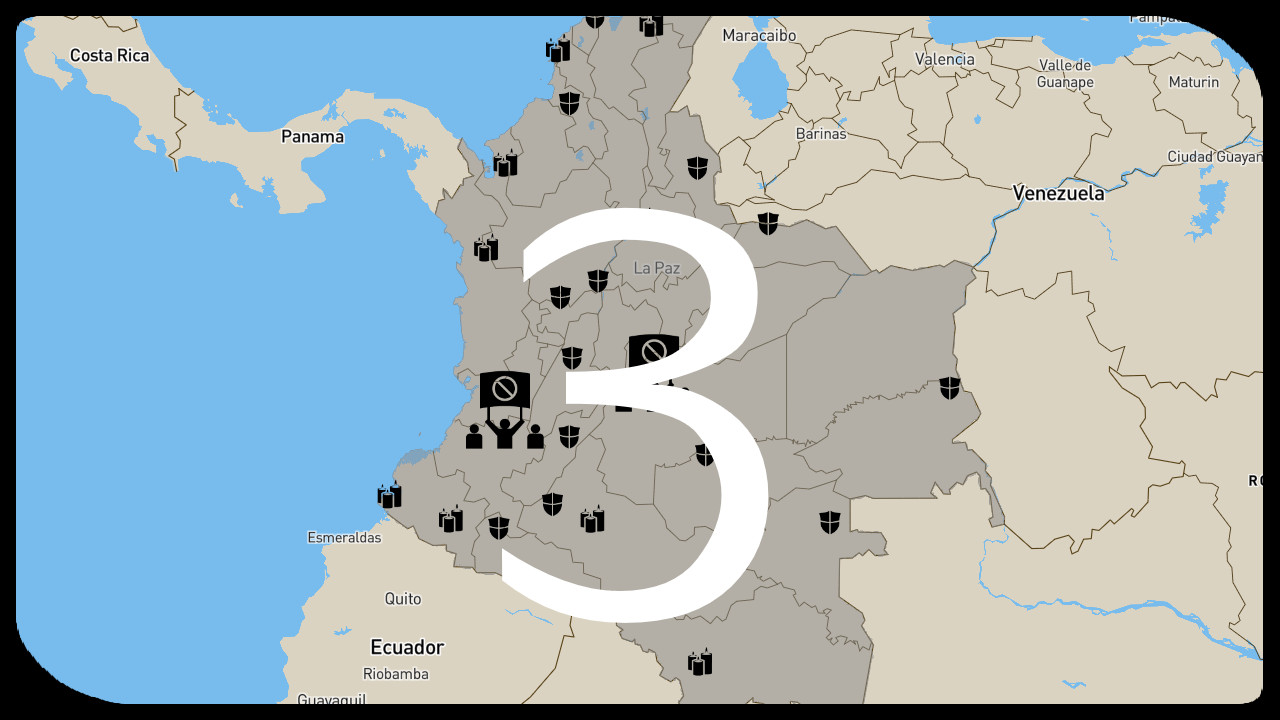 Costa Rica
Panama
Maracaibo
Valencia
Valle de
Guanape
Maturin
Barinas
Ciudad Guayan
Venezuela
La Paz
3
Esmeraldas
Quito
Ecuador
Riobamba
Guayaquil